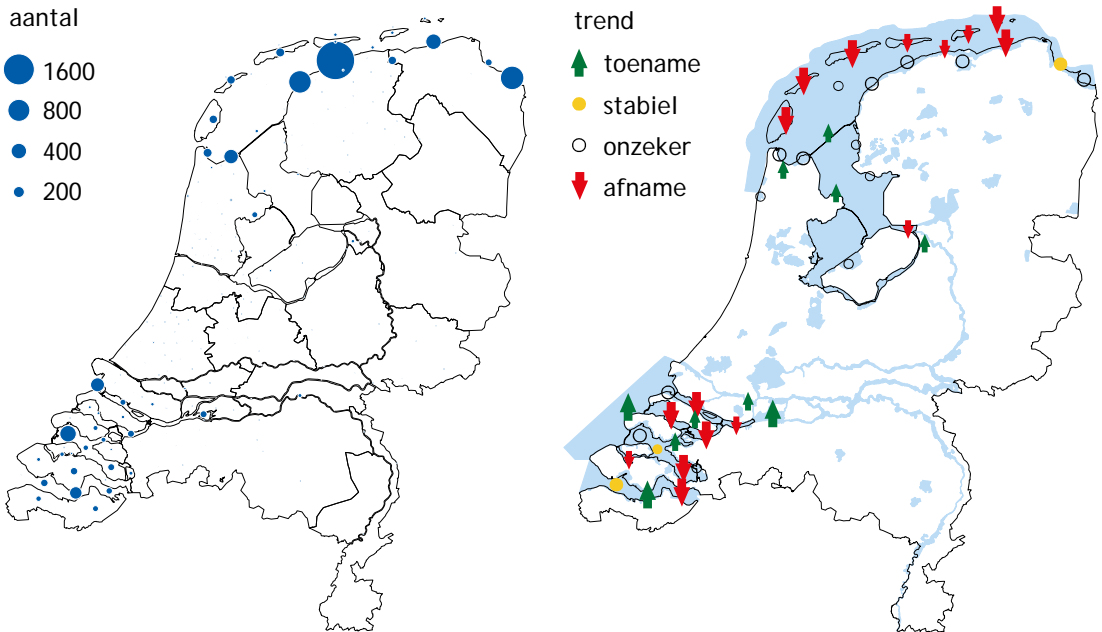 aantal
1600
800
400
200
trend
toename
stabiel
onzeker
afname